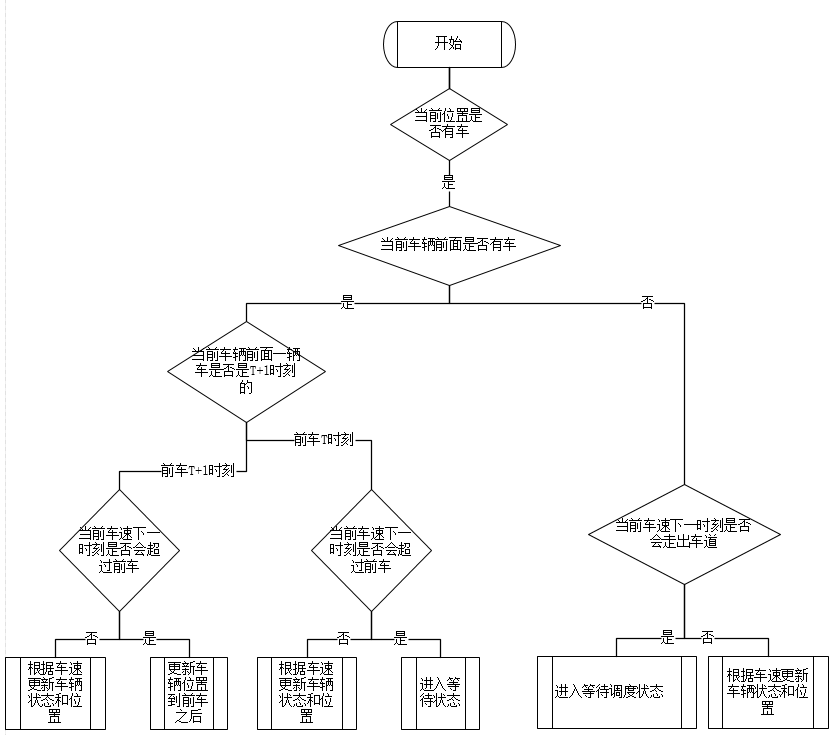 开始
当前位置是
否有车
是
当前车辆前面是否有车
是
否
当前车辆前面一辆
车是否是T+1时刻
的
前车T时刻
前车T+1时刻
当前车速下一
时刻是否会超
过前车
当前车速下一
时刻是否会超
过前车
当前车速下一时刻是否
会走出车道
否
是
否
是
是
否
根据车速
更新车辆
状态和位
置
更新车
辆位置
到前车
之后
根据车速
更新车辆
状态和位
置
进入等
待状态
进入等待调度状态
根据车速更新
车辆状态和位
置